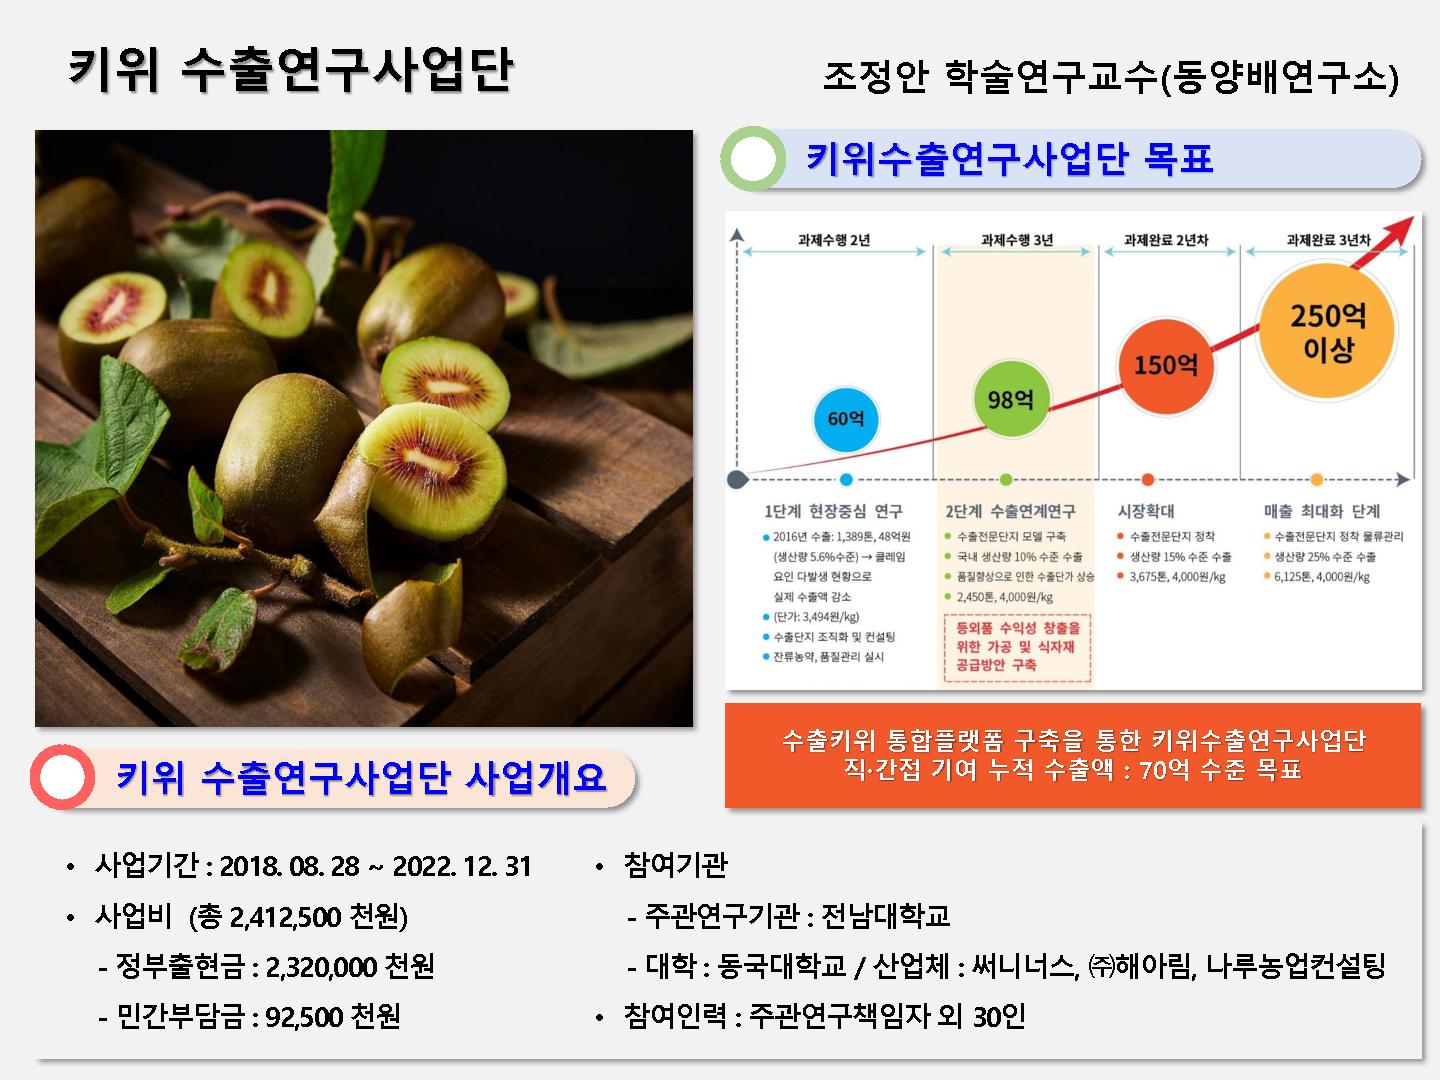 키위 수출연구사업단
조정안 학술연구교수(동양배연구소)
키위수출연구사업단 목표
과제수행 2년
과제수행 3년
과제완료 2년차
과제완료 3년차
60억
98억
150억
250억
이상
1단계 현장중심 연구
• 2016년 수출: 1,389톤, 48억원
(생산량 5.6%수준) → 클레임
요인 다발생 현황으로
실제 수출액 감소
• (단가: 3,494원/kg)
• 수출단지 조직화 및 컨설팅
• 잔류농약, 품질관리 실시
2단계 수출연계연구
• 수출전문단지 모델 구축
• 국내 생산량 10% 수준 수출
• 품질향상으로 인한 수출단가 상승
• 2,450톤, 4,000원/kg
등외품 수익성 창출을
위한 가공 및 식자재
공급방안 구축
시장확대
• 수출전문단지 정착
• 생산량 15% 수준 수출
• 3,675톤, 4,000원/kg
매출 최대화 단계
• 수출전문단지 정착 물류관리
• 생산량 25% 수준 수출
• 6,125톤, 4,000원/kg
수출키위 통합플랫폼 구축을 통한 키위수출연구사업단
직·간접 기여 누적 수출액 : 70억 수준 목표
키위 수출연구사업단 사업개요
• 사업기간 : 2018. 08. 28 ~ 2022. 12. 31
• 사업비 (총 2,412,500 천원)
- 정부출현금 : 2,320,000 천원
- 민간부담금 : 92,500 천원
• 참여기관
- 주관연구기관 : 전남대학교
- 대학 : 동국대학교 / 산업체 : 써니너스, ㈜해아림, 나루농업컨설팅
• 참여인력 : 주관연구책임자 외 30인